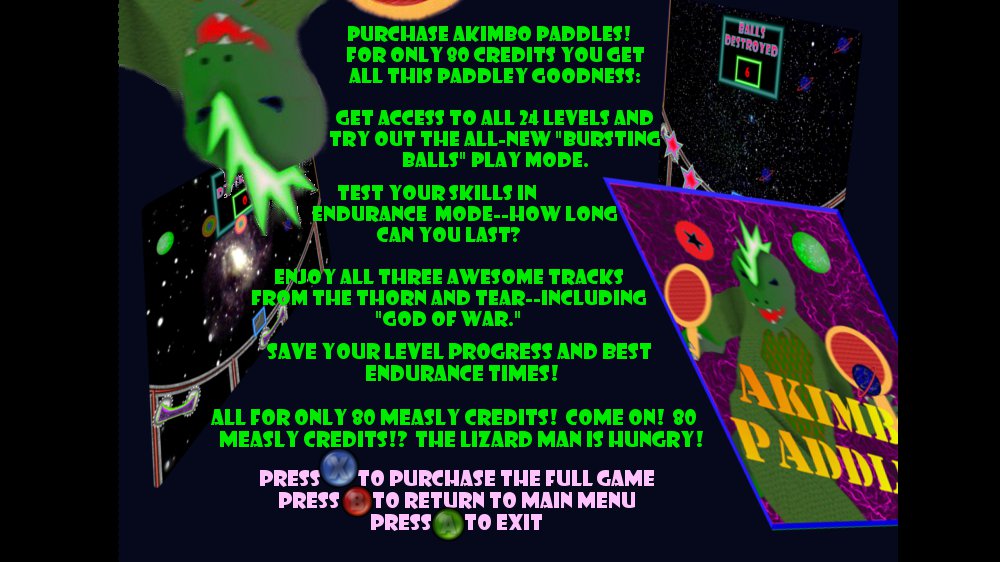 PURCHASE AKIMBO PADDLES!
FOR ONLY 80 CREDITS YOU GET
ALL THIS PADDLEY GOODNESS:
GET ACCESS TO ALL 24 LEVELS AND
TRY OUT THE ALL-NEW "BURSTING
BALLS" PLAY MODE.
TEST YOUR SKILLS IN
ENDURANCE MODE--HOW LONG
CAN YOU LAST?
ENJOY ALL THREE AWESOME TRACKS
FROM THE THORN AND TEAR--INCLUDING
"GOD OF WAR."
SAVE YOUR LEVEL PROGRESS AND BEST
ENDURANCE TIMES!
ALL FOR ONLY 80 MEASLY CREDITS! COME ON! 80
MEASLY CREDITS!? THE LIZARD MAN IS HUNGRY!
PRESS X TO PURCHASE THE FULL GAME
PRESS B TO RETURN TO MAIN MENU
PRESS A TO EXIT
BALLS
DESTROYED
6
AKIMB
PADDL